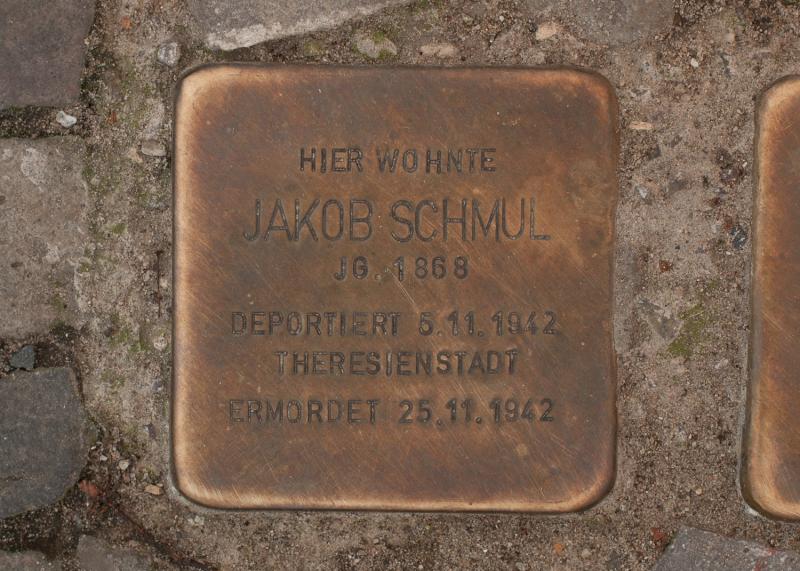 HIER WOHNTE
JAKOB SCHMUL
JG. 1868
DEPORTIERT 5.11.1942
THERESIENSTADT
ERMORDET 25.11.1942